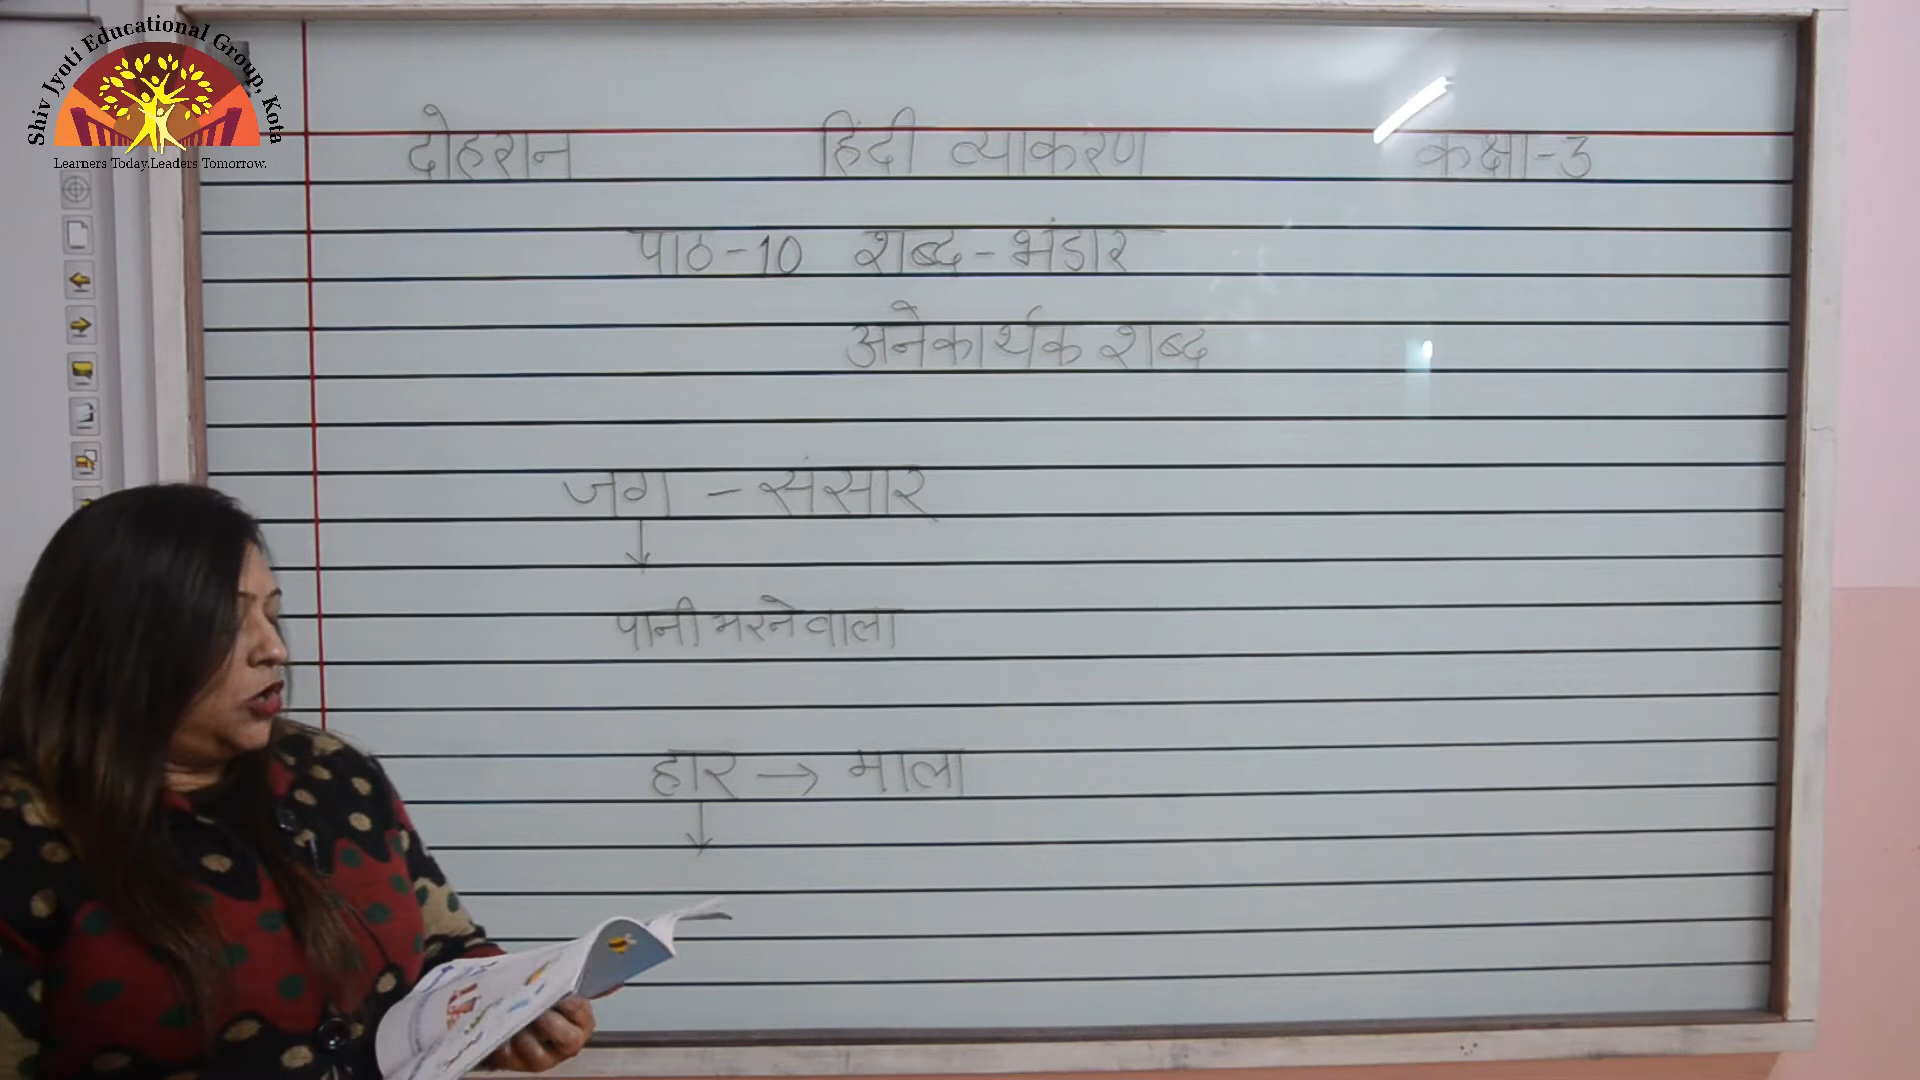 Shiv Jyoti Educational Group, Kota
Learners Today.Leaders Tomorrow.
दोहरान हिंदी व्याकरण कक्षा-3
पाठ-10 शब्द-भंडार
अनेकार्थक शब्द
जग - संसार
↓
पानी भरने वाला
हार → माला
↓